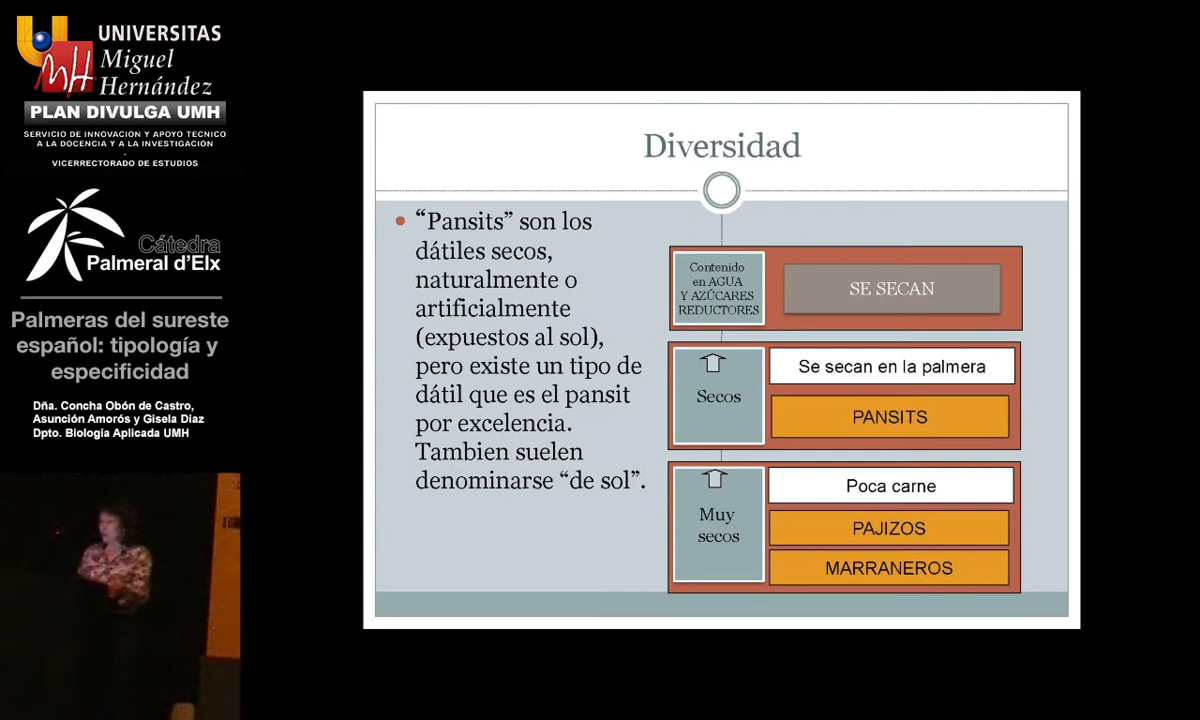 UNIVERSITAS
Miguel
Hernández
PLAN DIVULGA UMH
SERVICIO DE INNOVACION Y APOYO TECNICO
A LA DOCENCIA Y A LA INVESTIGACION
-
VICERRECTORADO DE ESTUDIOS
Cátedra
Palmeral d'Elx
Palmeras del sureste
español: tipología y
especificidad
Dña. Concha Obón de Castro,
Asunción Amorós y Gisela Díaz
Dpto. Biología Aplicada UMH
Diversidad
• “Pansits” son los
dátiles secos,
naturalmente o
artificialmente
(expuestos al sol),
pero existe un tipo de
dátil que es el pansit
por excelencia.
Tambien suelen
denominarse “de sol”.
Contenido
en AGUA
Y AZÚCARES
REDUCTORES
SE SECAN
Secos
Se secan en la palmera
PANSITS
Muy
secos
Poca carne
PAJIZOS
MARRANEROS